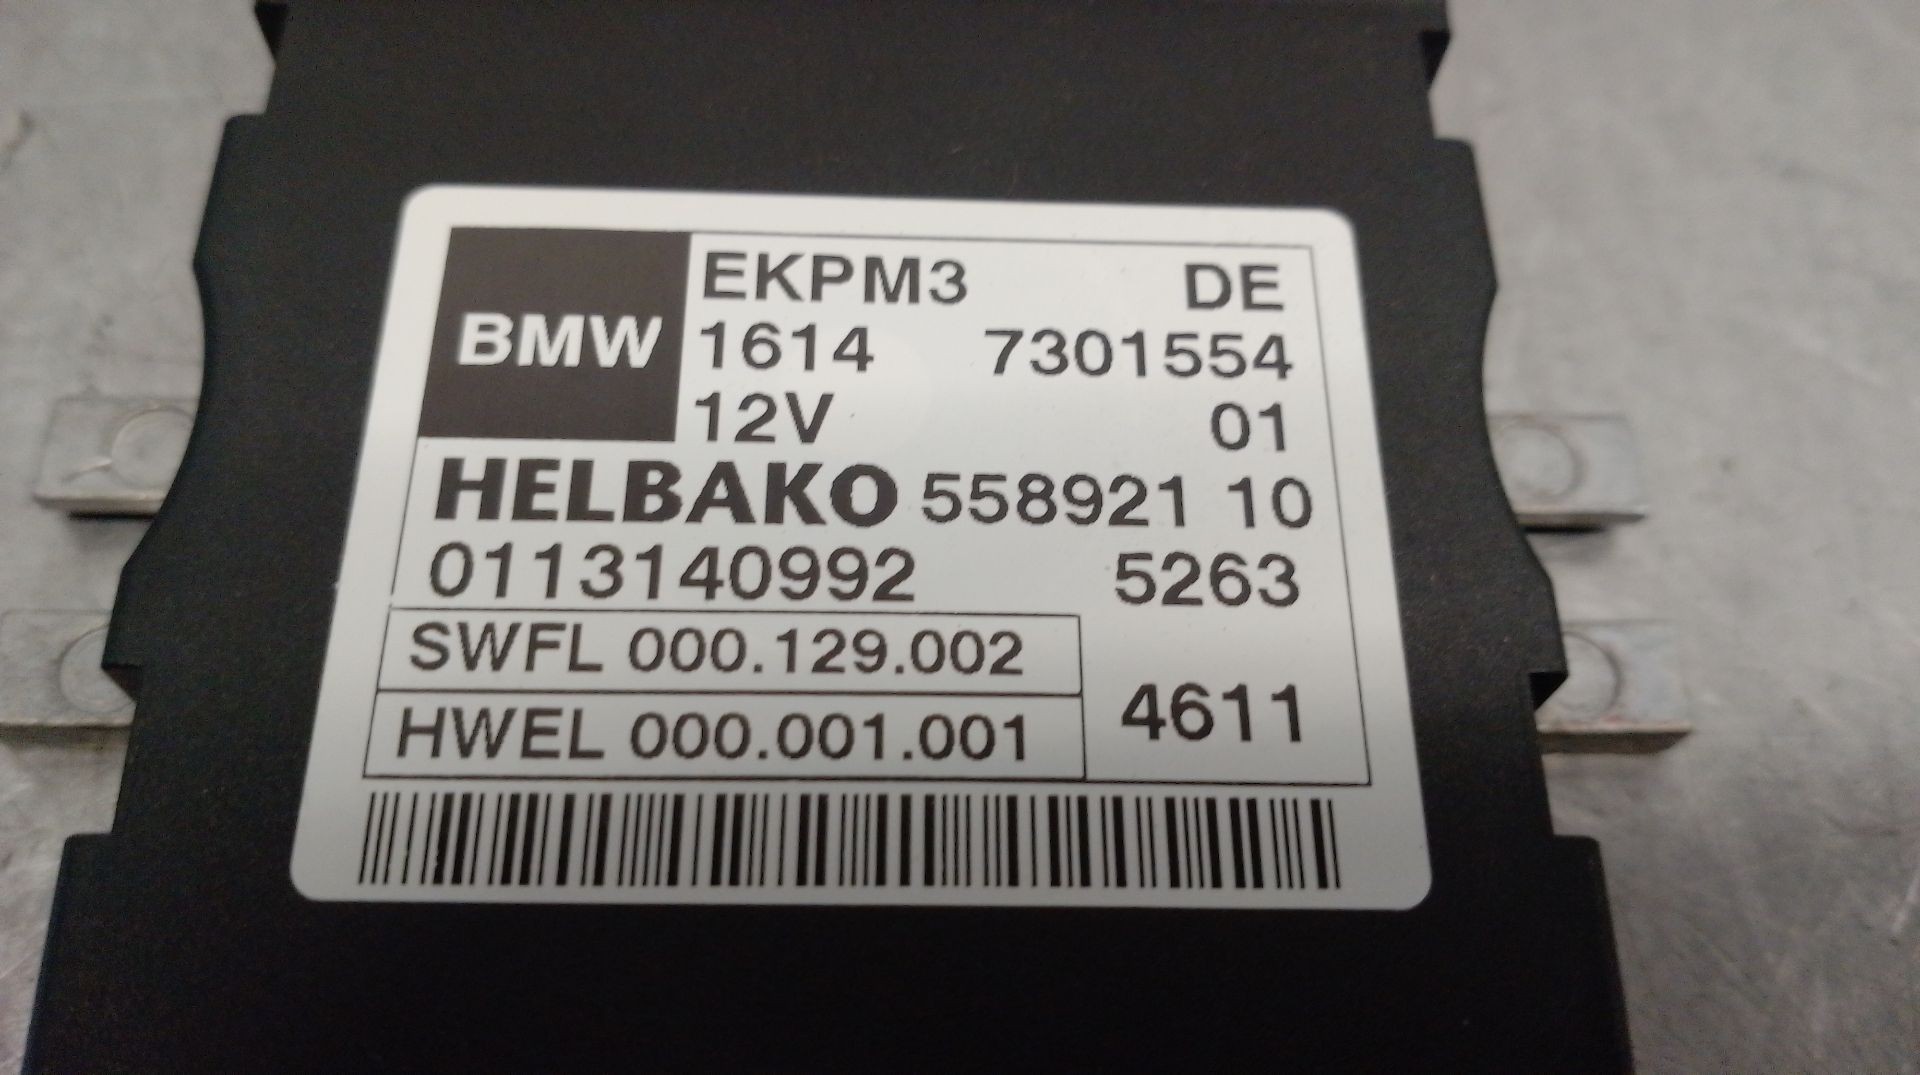 EKPM3 DE
BMW 1614 7301554
12V 01
HELBAKO 558921 10
0113140992 5263
SWFL 000.129.002
4611
HWEL 000.001.001